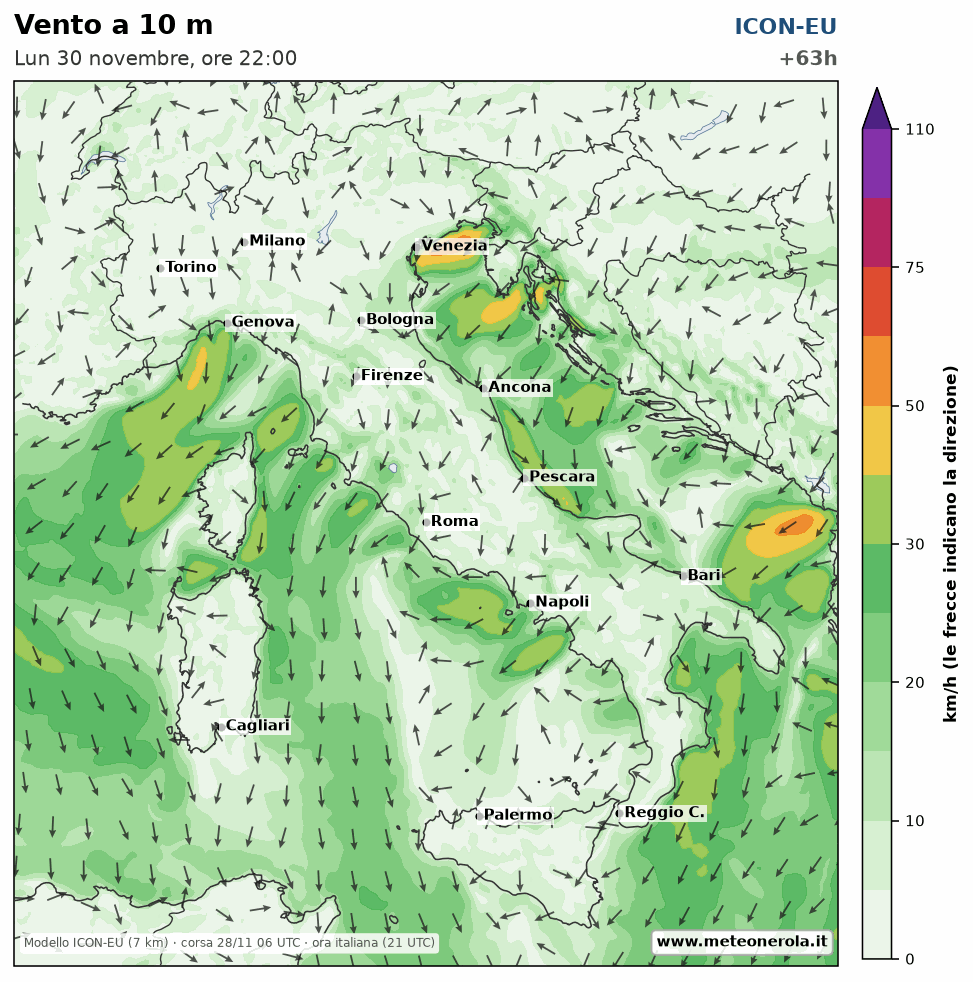 Vento a 10 m
ICON-EU
Lun 30 novembre, ore 22:00
+63h
110
75
50
30
20
10
0
km/h (le frecce indicano la direzione)
Venezia
Milano
Torino
Genova
Bologna
Firenze
Ancona
Pescara
Roma
Bari
Napoli
Cagliari
Palermo
Reggio C.
Modello ICON-EU (7 km) · corsa 28/11 06 UTC · ora italiana (21 UTC)
www.meteonerola.it